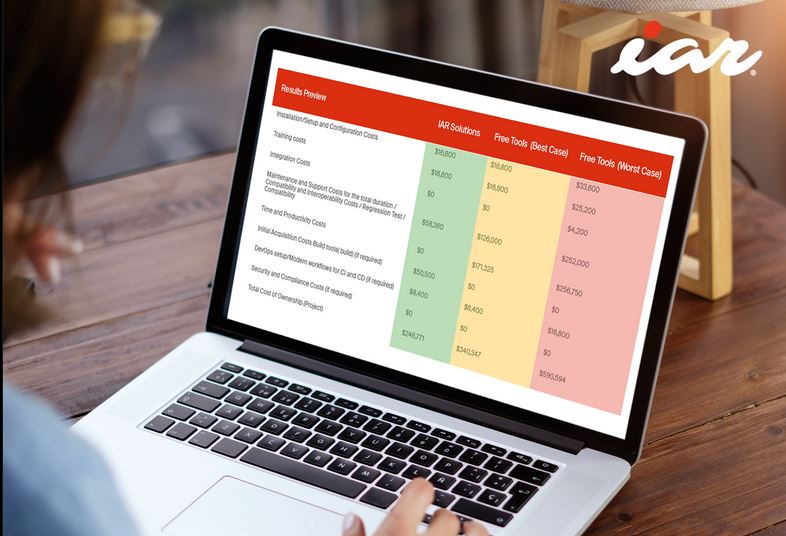 iar®
Results Preview IAR Solutions Free Tools (Best Case) Free Tools (Worst Case)
Installation/Setup and Configuration Costs $16,800 $16,800 $33,600
Training costs $16,800 $16,800 $25,200
Integration Costs $0 $0 $4,200
Maintenance and Support Costs for the total duration /
Compatibility and Interoperability Costs / Regression Test /
Compatibility $58,380 $126,000 $252,000
Time and Productivity Costs $0 $171,325 $256,750
Initial Acquisition Costs Build tools( build) (if required) $50,500 $0 $0
DevOps setup/Modern workflows for CI and CD (if required) $8,400 $8,400 $16,800
Security and Compliance Costs (if required) $0 $0 $0
Total Cost of Ownership (Project) $246,771 $340,347 $590,594